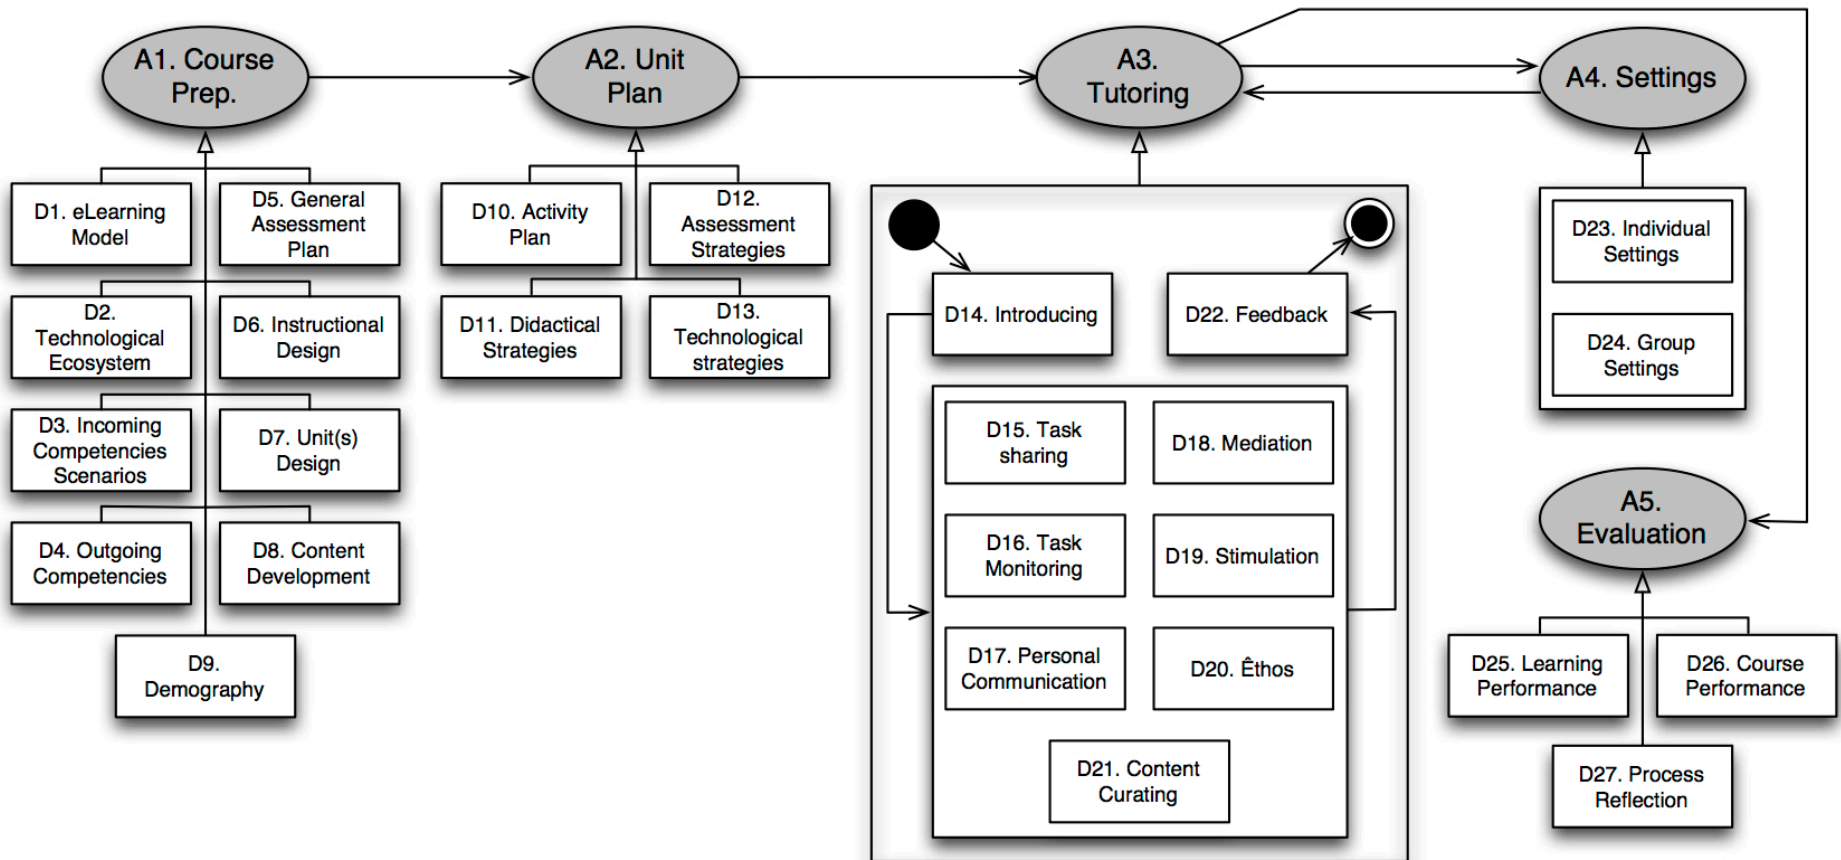 A1. Course
Prep.
A2. Unit
Plan
A3.
Tutoring
A4. Settings
D1. eLearning
Model
D5. General
Assessment
Plan
D2.
Technological
Ecosystem
D6. Instructional
Design
D3. Incoming
Competencies
Scenarios
D7. Unit(s)
Design
D4. Outgoing
Competencies
D8. Content
Development
D9.
Demography
D10. Activity
Plan
D12.
Assessment
Strategies
D11. Didactical
Strategies
D13.
Technological
strategies
D14. Introducing
D22. Feedback
D15. Task
sharing
D18. Mediation
D16. Task
Monitoring
D19. Stimulation
D17. Personal
Communication
D20. Êthos
D21. Content
Curating
D23. Individual
Settings
D24. Group
Settings
A5.
Evaluation
D25. Learning
Performance
D26. Course
Performance
D27. Process
Reflection